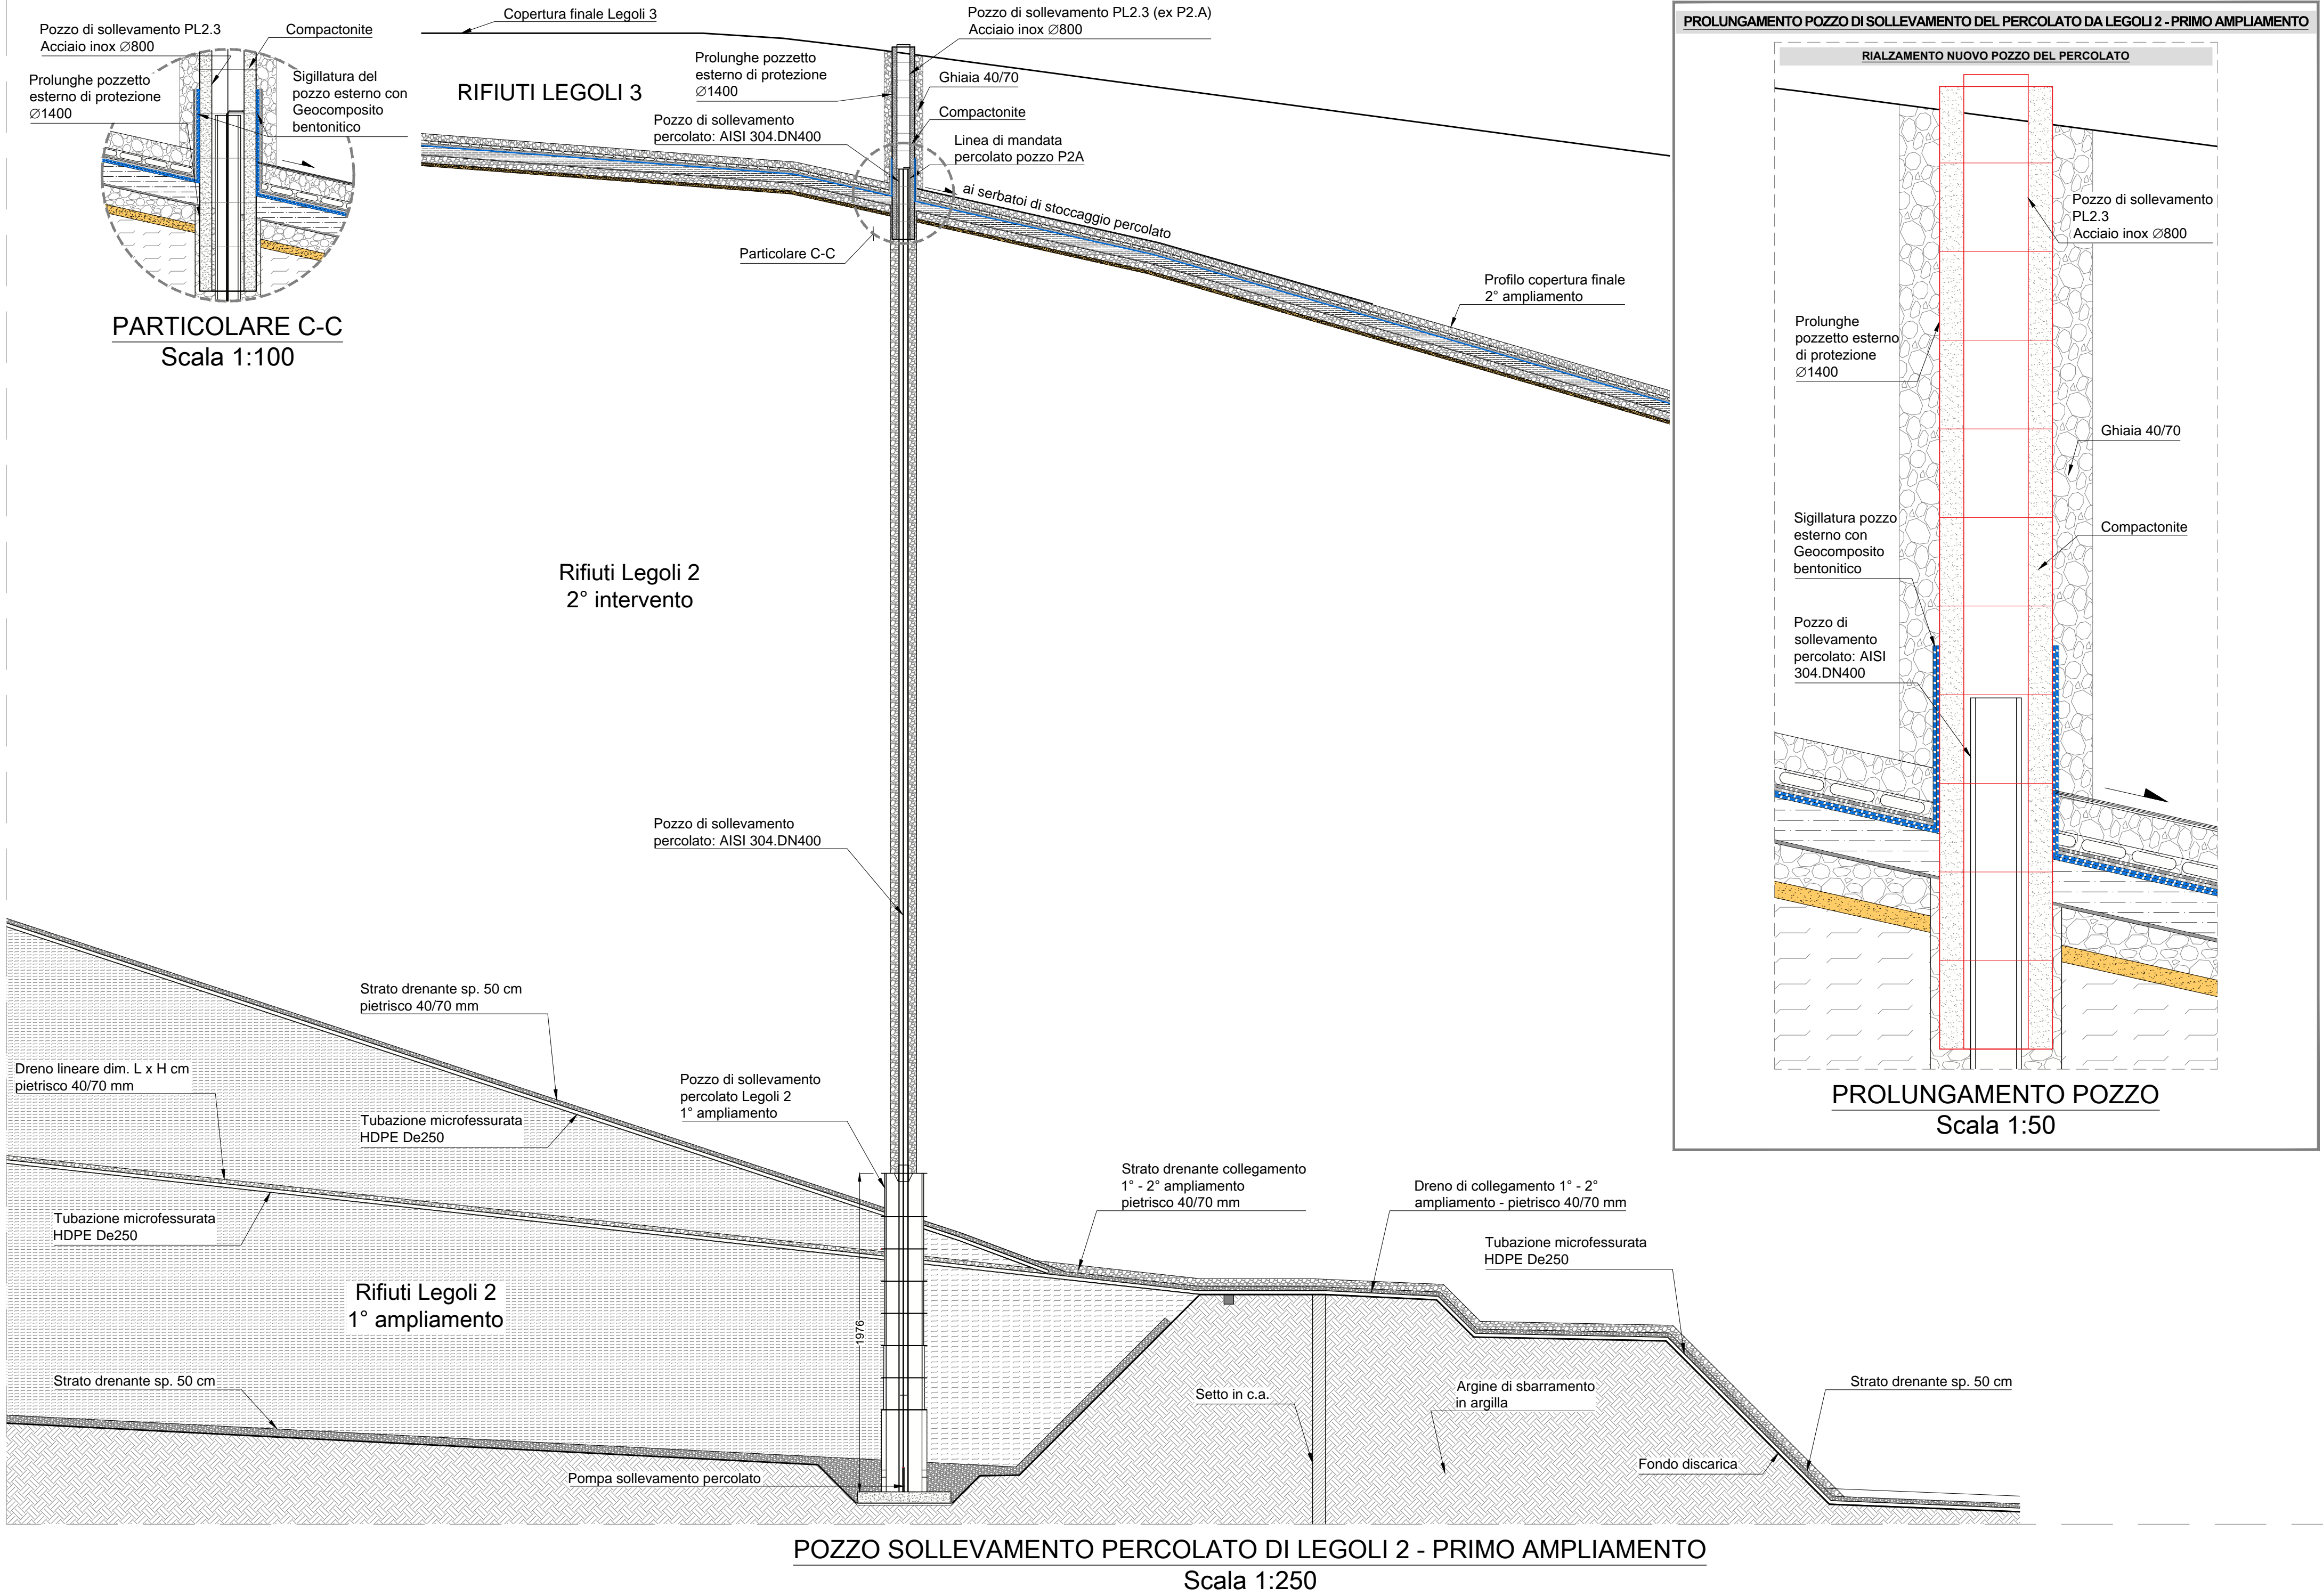 Pozzo di sollevamento PL2.3
Acciaio inox Ø800
Compactonite
Prolunghe pozzetto
esterno di protezione
Ø1400
Sigillatura del
pozzo esterno con
Geocomposito
bentonitico
PARTICOLARE C-C
Scala 1:100
Copertura finale Legoli 3
RIFIUTI LEGOLI 3
Prolunghe pozzetto
esterno di protezione
Ø1400
Pozzo di sollevamento
percolato: AISI 304.DN400
Pozzo di sollevamento PL2.3 (ex P2.A)
Acciaio inox Ø800
Ghiaia 40/70
Compactonite
Linea di mandata
percolato pozzo P2A
ai serbatoi di stoccaggio percolato
Particolare C-C
Profilo copertura finale
2° ampliamento
Rifiuti Legoli 2
2° intervento
Pozzo di sollevamento
percolato: AISI 304.DN400
Strato drenante sp. 50 cm
pietrisco 40/70 mm
Dreno lineare dim. L x H cm
pietrisco 40/70 mm
Tubazione microfessurata
HDPE De250
Pozzo di sollevamento
percolato Legoli 2
1° ampliamento
Tubazione microfessurata
HDPE De250
Rifiuti Legoli 2
1° ampliamento
1976
Strato drenante sp. 50 cm
Pompa sollevamento percolato
Strato drenante collegamento
1° - 2° ampliamento
pietrisco 40/70 mm
Dreno di collegamento 1° - 2°
ampliamento - pietrisco 40/70 mm
Tubazione microfessurata
HDPE De250
Setto in c.a.
Argine di sbarramento
in argilla
Fondo discarica
Strato drenante sp. 50 cm
POZZO SOLLEVAMENTO PERCOLATO DI LEGOLI 2 - PRIMO AMPLIAMENTO
Scala 1:250
PROLUNGAMENTO POZZO DI SOLLEVAMENTO DEL PERCOLATO DA LEGOLI 2 - PRIMO AMPLIAMENTO
RIALZAMENTO NUOVO POZZO DEL PERCOLATO
Pozzo di sollevamento
PL2.3
Acciaio inox Ø800
Prolunghe
pozzetto esterno
di protezione
Ø1400
Ghiaia 40/70
Sigillatura pozzo
esterno con
Geocomposito
bentonitico
Compactonite
Pozzo di
sollevamento
percolato: AISI
304.DN400
PROLUNGAMENTO POZZO
Scala 1:50